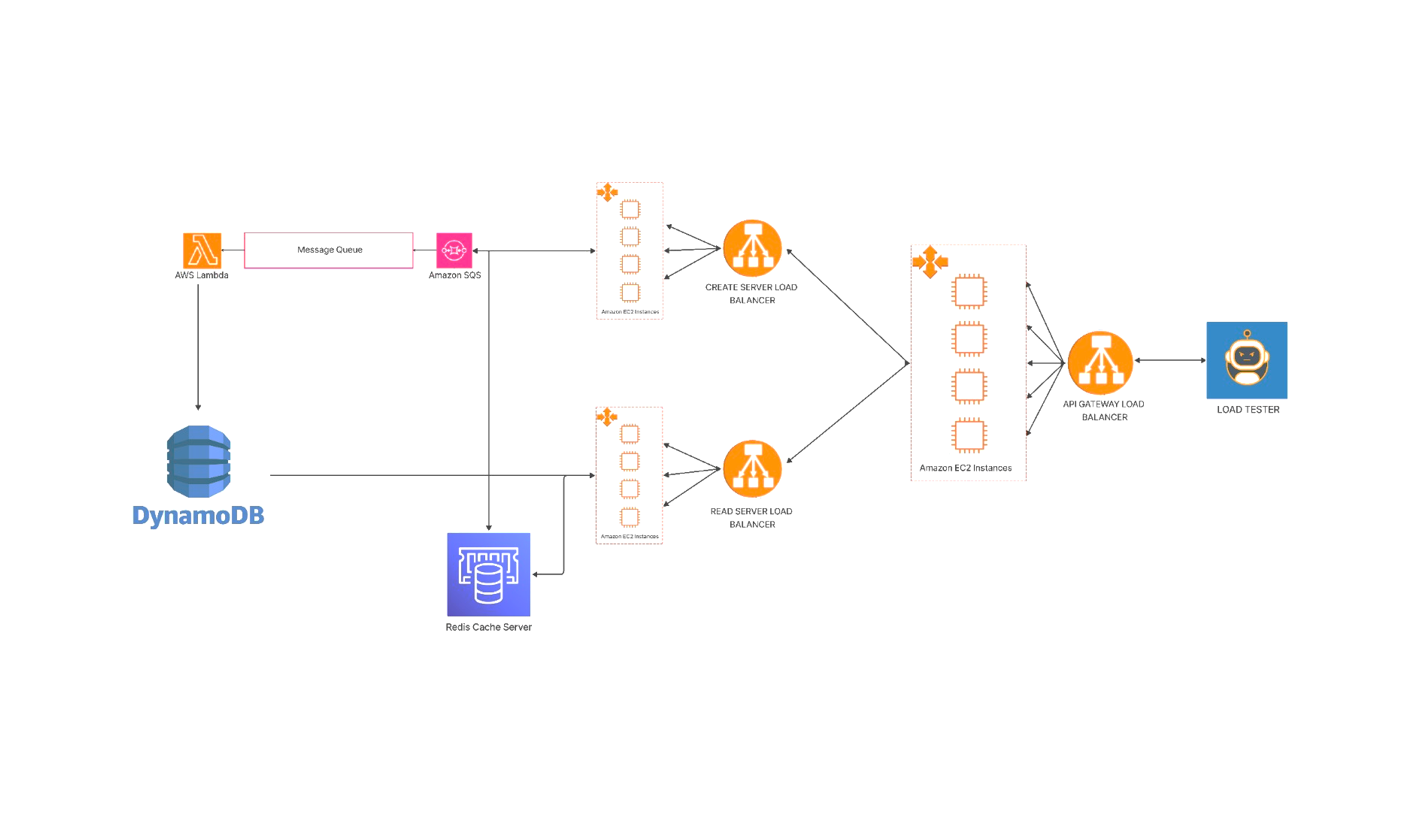 Message Queue
AWS Lambda
Amazon SQS
Amazon EC2 Instances
CREATE SERVER LOAD
BALANCER
DynamoDB
Redis Cache Server
Amazon EC2 Instances
READ SERVER LOAD
BALANCER
Amazon EC2 Instances
API GATEWAY LOAD
BALANCER
LOAD TESTER